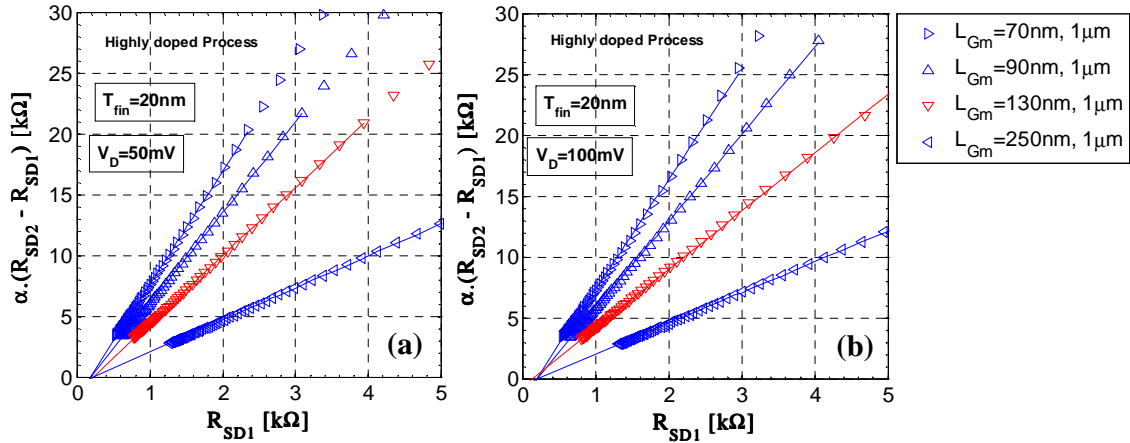 Highly doped Process
T_fin=20nm
V_D=50mV
α.(R_SD2 - R_SD1) [kΩ]
30
25
20
15
10
5
0
0 1 2 3 4 5
R_SD1 [kΩ]
(a)
Highly doped Process
T_fin=20nm
V_D=100mV
α.(R_SD2 - R_SD1) [kΩ]
30
25
20
15
10
5
0
0 1 2 3 4 5
R_SD1 [kΩ]
(b)
L_Gm=70nm, 1μm
L_Gm=90nm, 1μm
L_Gm=130nm, 1μm
L_Gm=250nm, 1μm